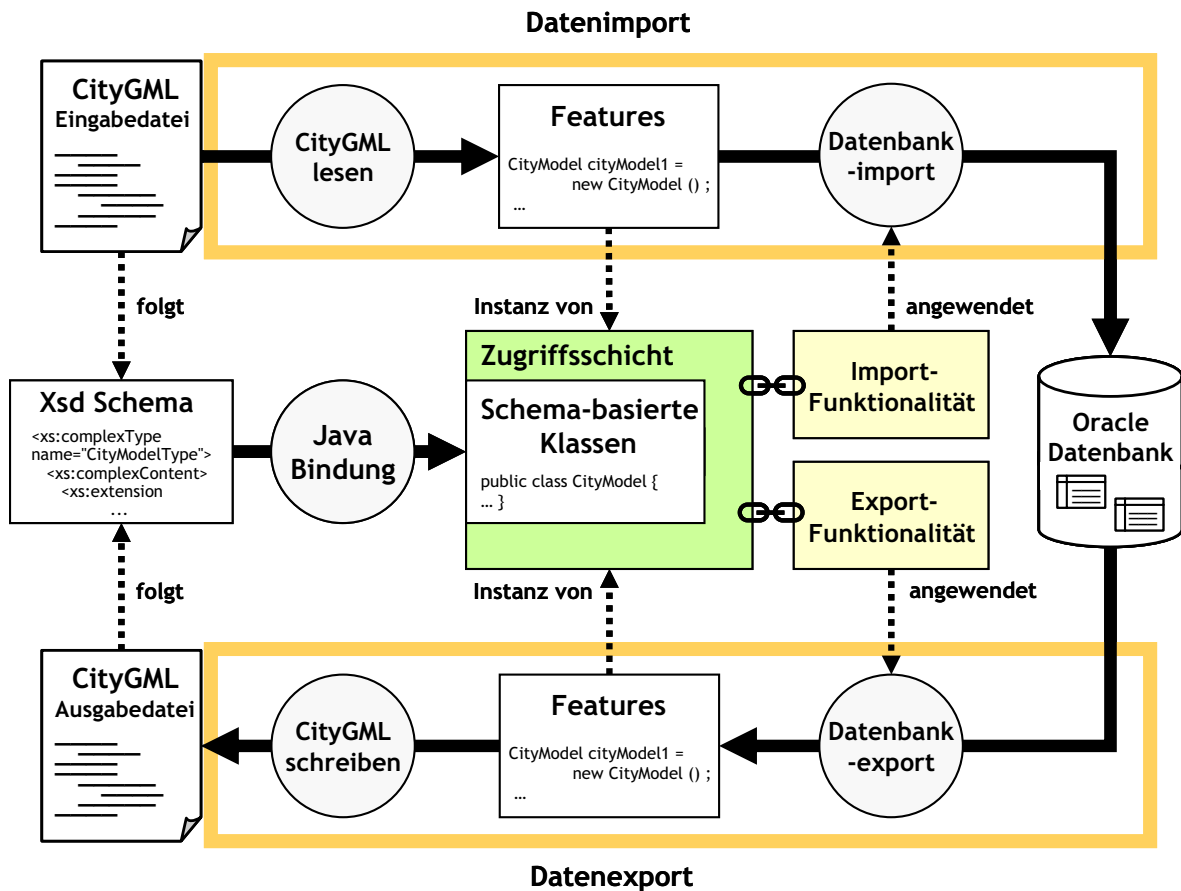 Datenimport
CityGML
Eingabedatei
CityGML
lesen
Features
CityModel cityModel1 =
new CityModel () ;
…
Datenbank
-import
folgt
Instanz von
angewendet
Xsd Schema
<xs:complexType
name="CityModelType">
<xs:complexContent>
<xs:extension
...
Java
Bindung
Zugriffsschicht
Schema-basierte
Klassen
public class CityModel {
… }
Import-
Funktionalität
Export-
Funktionalität
Oracle
Datenbank
folgt
Instanz von
angewendet
CityGML
Ausgabedatei
CityGML
schreiben
Features
CityModel cityModel1 =
new CityModel () ;
…
Datenbank
-export
Datenexport